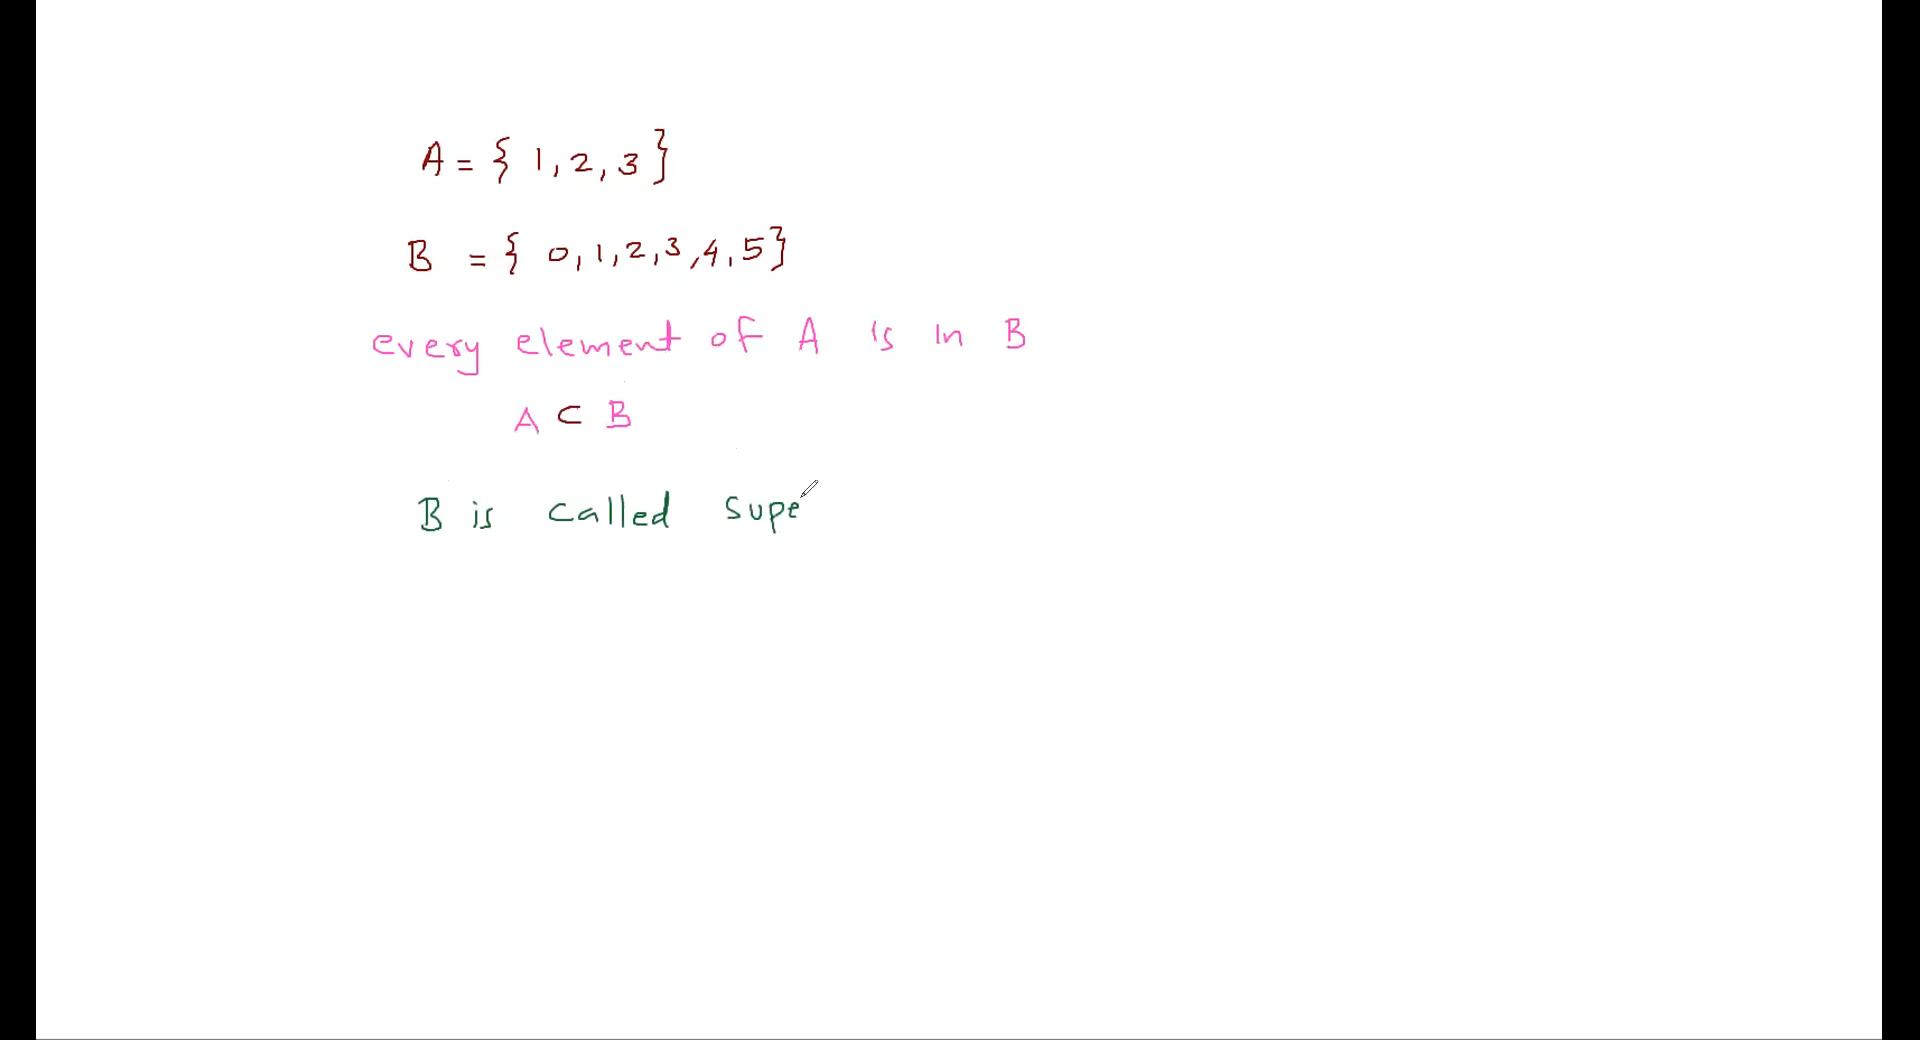 A = { 1, 2, 3 }
B = { 0, 1, 2, 3, 4, 5 }
every element of A is in B
A ⊂ B
B is called supe